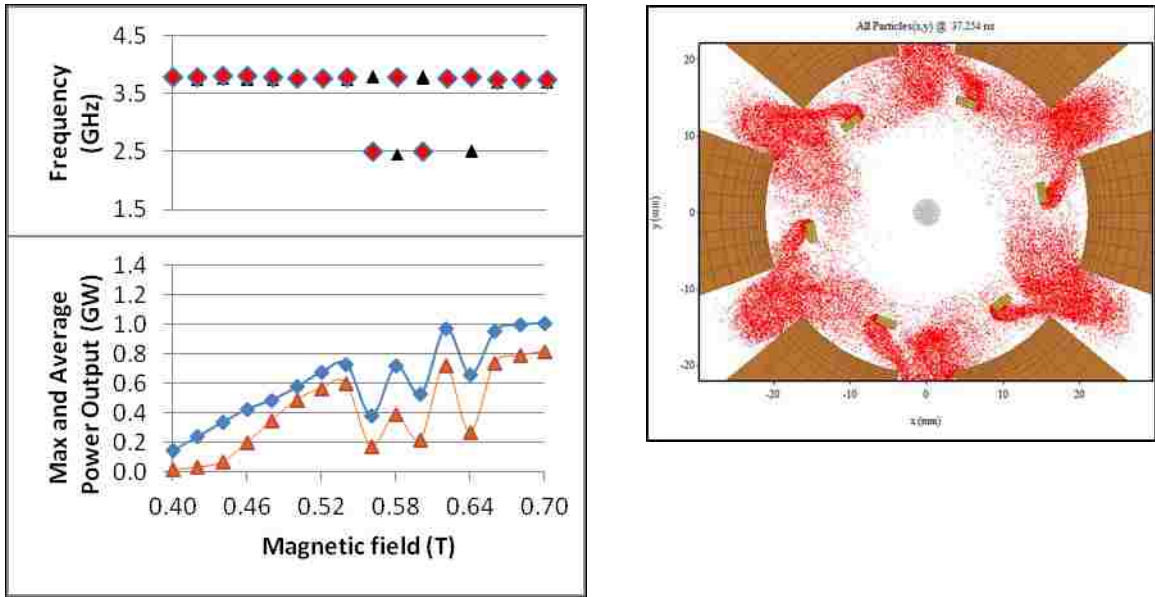 4.5
3.5
2.5
1.5
Frequency
(GHz)
1.4
1.2
1.0
0.8
0.6
0.4
0.2
0.0
Max and Average
Power Output (GW)
0.40 0.46 0.52 0.58 0.64 0.70
Magnetic field (T)
All Particles(x,y) @ 37.254 ns
20
10
0
-10
-20
y (mm)
-20 -10 0 10 20
x (mm)